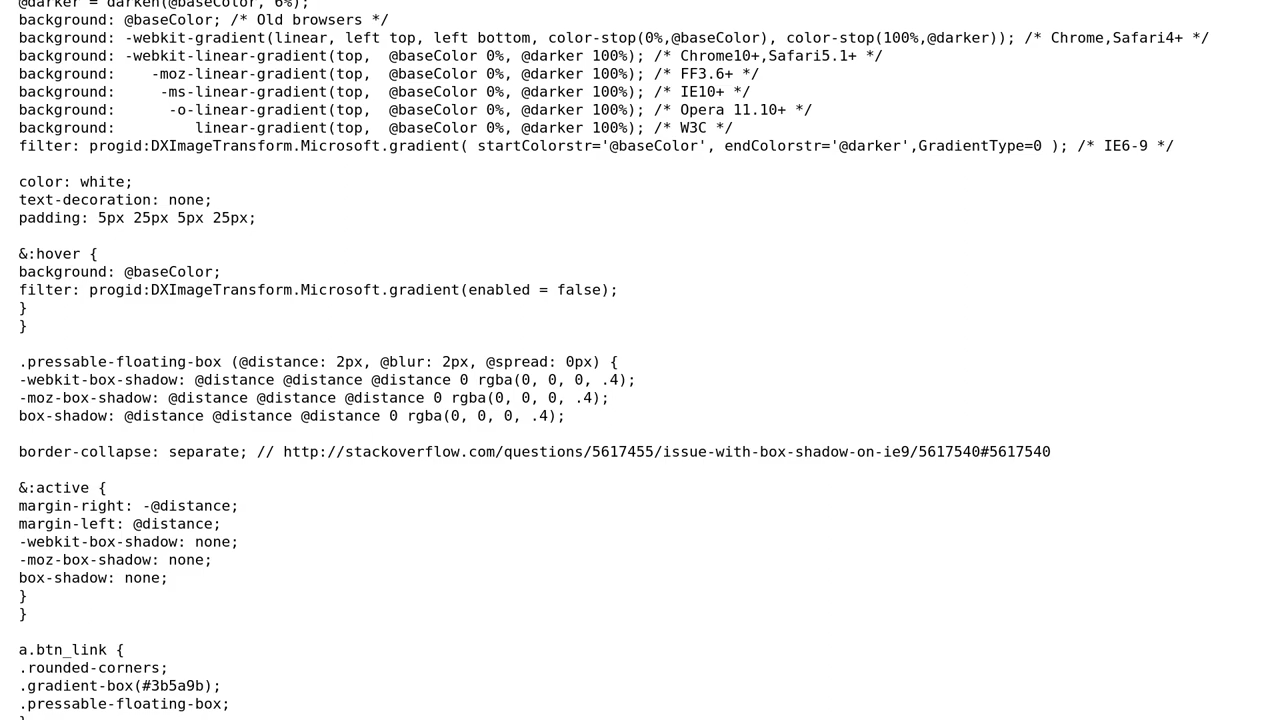 @darker = darken(@baseColor, 6%);
background: @baseColor; /* Old browsers */
background: -webkit-gradient(linear, left top, left bottom, color-stop(0%,@baseColor), color-stop(100%,@darker)); /* Chrome,Safari4+ */
background: -webkit-linear-gradient(top,  @baseColor 0%, @darker 100%); /* Chrome10+,Safari5.1+ */
background:    -moz-linear-gradient(top,  @baseColor 0%, @darker 100%); /* FF3.6+ */
background:     -ms-linear-gradient(top,  @baseColor 0%, @darker 100%); /* IE10+ */
background:      -o-linear-gradient(top,  @baseColor 0%, @darker 100%); /* Opera 11.10+ */
background:         linear-gradient(top,  @baseColor 0%, @darker 100%); /* W3C */
filter: progid:DXImageTransform.Microsoft.gradient( startColorstr='@baseColor', endColorstr='@darker',GradientType=0 ); /* IE6-9 */

color: white;
text-decoration: none;
padding: 5px 25px 5px 25px;

&:hover {
background: @baseColor;
filter: progid:DXImageTransform.Microsoft.gradient(enabled = false);
}
}

.pressable-floating-box (@distance: 2px, @blur: 2px, @spread: 0px) {
-webkit-box-shadow: @distance @distance @distance 0 rgba(0, 0, 0, .4);
-moz-box-shadow: @distance @distance @distance 0 rgba(0, 0, 0, .4);
box-shadow: @distance @distance @distance 0 rgba(0, 0, 0, .4);

border-collapse: separate; // http://stackoverflow.com/questions/5617455/issue-with-box-shadow-on-ie9/5617540#5617540

&:active {
margin-right: -@distance;
margin-left: @distance;
-webkit-box-shadow: none;
-moz-box-shadow: none;
box-shadow: none;
}
}

a.btn_link {
.rounded-corners;
.gradient-box(#3b5a9b);
.pressable-floating-box;
}